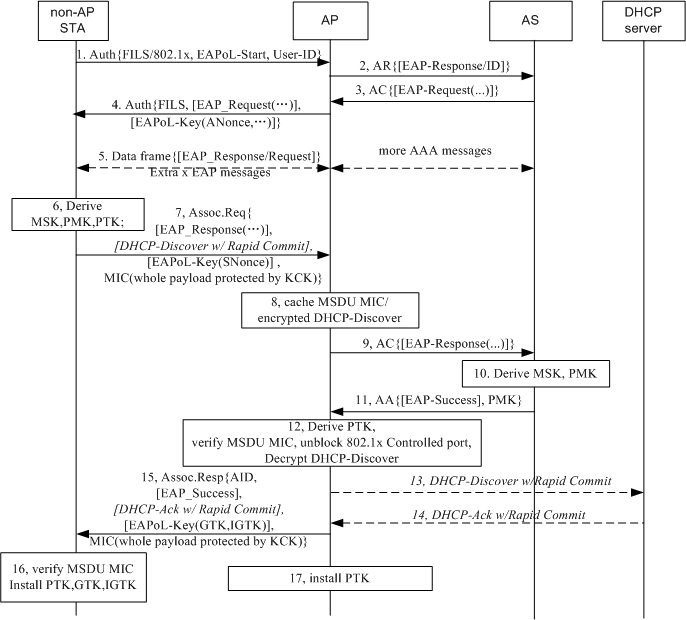 non-AP
STA
AP
AS
DHCP
server
1. Auth{FILS/802.1x, EAPoL-Start, User-ID}
2, AR{[EAP-Response/ID]}
3, AC{[EAP-Request(...)]}
4. Auth{FILS, [EAP_Request(⋯)],
[EAPoL-Key(ANonce,⋯)]}
5. Data frame{[EAP_Response/Request]}
Extra x EAP messages
more AAA messages
6, Derive
MSK,PMK,PTK;
7, Assoc.Req{
[EAP_Response(⋯)],
[DHCP-Discover w/ Rapid Commit],
[EAPoL-Key(SNonce)] ,
MIC(whole payload protected by KCK)}
8, cache MSDU MIC/
encrypted DHCP-Discover
9, AC{[EAP-Response(...)]}
10. Derive MSK, PMK
11, AA{[EAP-Success], PMK}
12, Derive PTK,
verify MSDU MIC, unblock 802.1x Controlled port,
Decrypt DHCP-Discover
13, DHCP-Discover w/Rapid Commit
14, DHCP-Ack w/Rapid Commit
15, Assoc.Resp{AID,
[EAP_Success],
[DHCP-Ack w/ Rapid Commit],
[EAPoL-Key(GTK,IGTK)],
MIC(whole payload protected by KCK)}
16, verify MSDU MIC
Install PTK,GTK,IGTK
17, install PTK